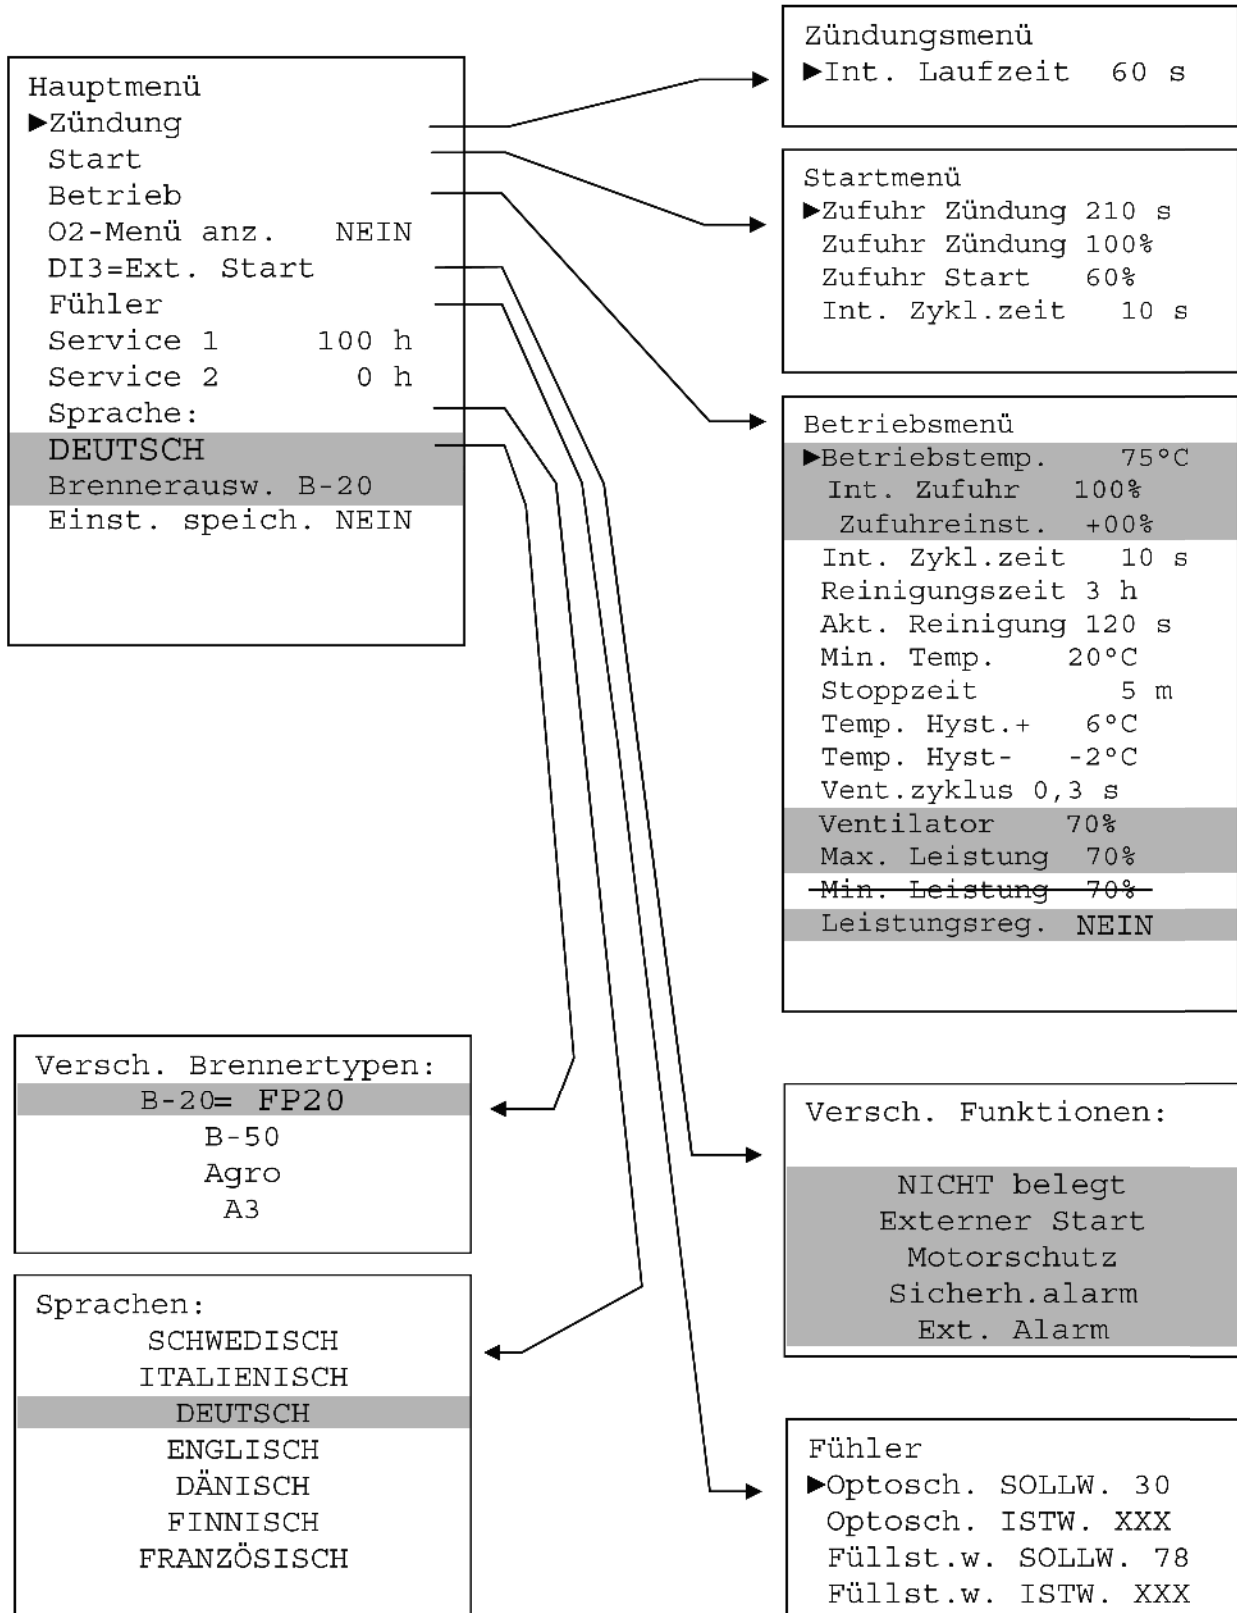 Hauptmenü
►Zündung
Start
Betrieb
O2-Menü anz. NEIN
DI3=Ext. Start
Fühler
Service 1 100 h
Service 2 0 h
Sprache:
DEUTSCH
Brennerausw. B-20
Einst. speich. NEIN
Zündungsmenü
►Int. Laufzeit 60 s
Startmenü
►Zufuhr Zündung 210 s
Zufuhr Zündung 100%
Zufuhr Start 60%
Int. Zykl.zeit 10 s
Betriebsmenü
►Betriebstemp. 75°C
Int. Zufuhr 100%
Zufuhreinst. +00%
Int. Zykl.zeit 10 s
Reinigungszeit 3 h
Akt. Reinigung 120 s
Min. Temp. 20°C
Stoppzeit 5 m
Temp. Hyst.+ 6°C
Temp. Hyst- -2°C
Vent.zyklus 0,3 s
Ventilator 70%
Max. Leistung 70%
Min. Leistung 70%
Leistungsreg. NEIN
Versch. Brennertypen:
B-20= FP20
B-50
Agro
A3
Versch. Funktionen:
NICHT belegt
Externer Start
Motorschutz
Sicherh.alarm
Ext. Alarm
Sprachen:
SCHWEDISCH
ITALIENISCH
DEUTSCH
ENGLISCH
DÄNISCH
FINNISCH
FRANZÖSISCH
Fühler
►Optosch. SOLLW. 30
Optosch. ISTW. XXX
Füllst.w. SOLLW. 78
Füllst.w. ISTW. XXX